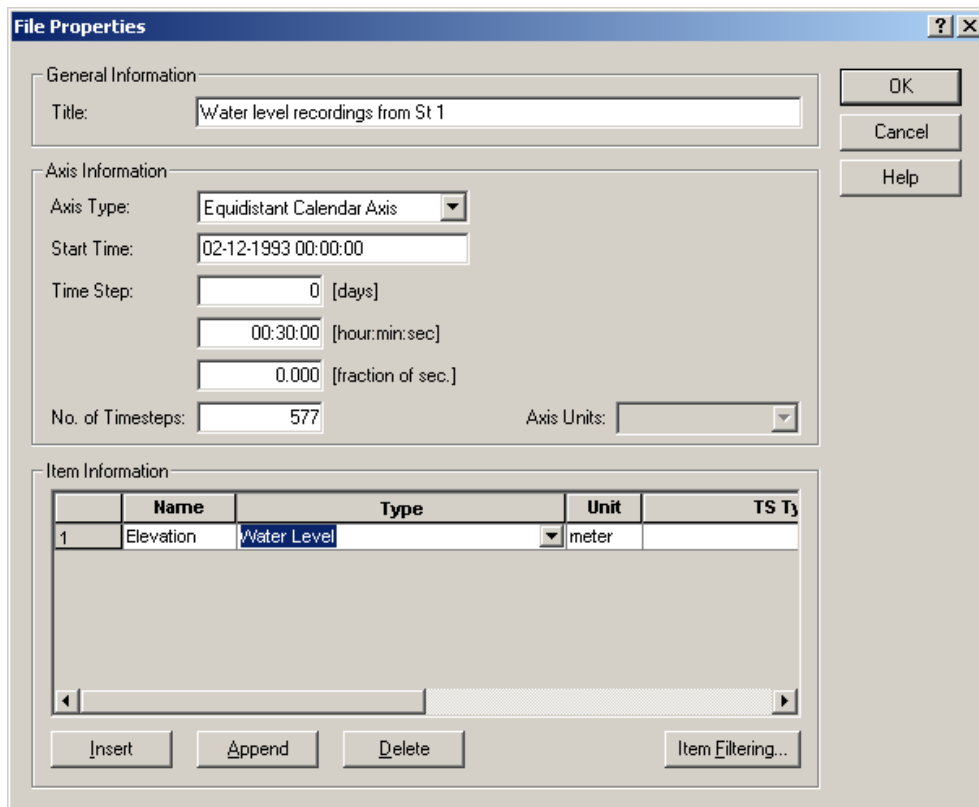 File Properties
General Information
Title: Water level recordings from St 1
OK
Cancel
Help
Axis Information
Axis Type: Equidistant Calendar Axis
Start Time: 02-12-1993 00:00:00
Time Step: 0 [days]
00:30:00 [hour:min:sec]
0.000 [fraction of sec.]
No. of Timesteps: 577 Axis Units:
Item Information
Name Type Unit TS Ty
1 Elevation Water Level meter
Insert Append Delete Item Filtering...